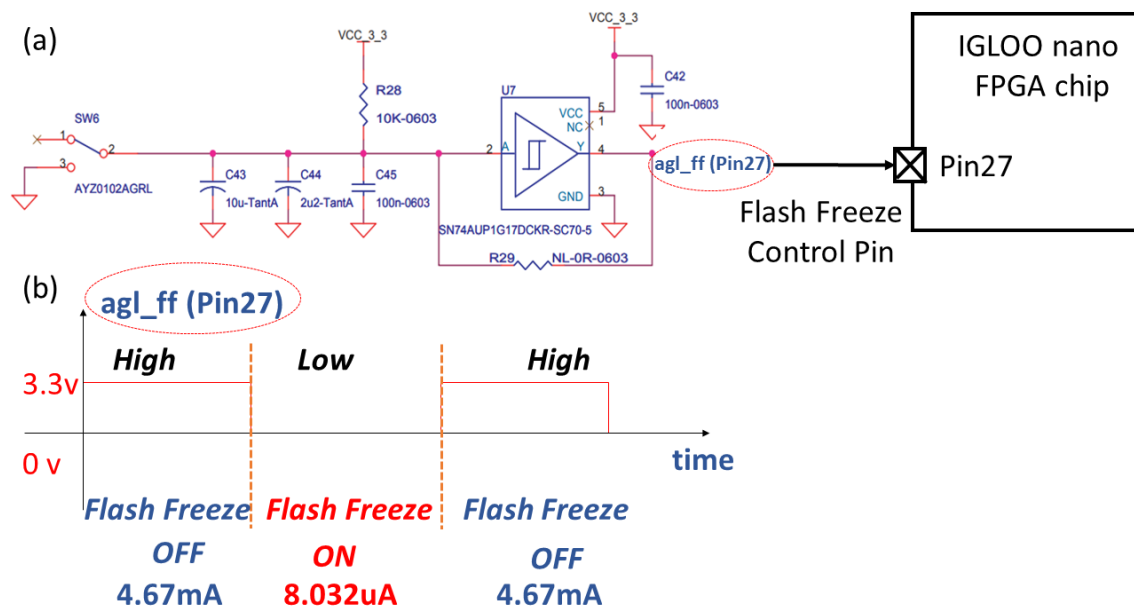 (a)
VCC_3_3
VCC_3_3
IGLOO nano
FPGA chip
R28
10K-0603
U7
C42
100n-0603
VCC
5
NC
1
SW6
1
2
3
AYZ0102AGRL
2
A
Y
4
agl_ff (Pin27)
Pin27
C43
10u-TantA
C44
2u2-TantA
C45
100n-0603
GND
3
SN74AUP1G17DCKR-SC70-5
R29
NL-0R-0603
Flash Freeze
Control Pin
(b)
agl_ff (Pin27)
High
Low
High
3.3v
0 v
time
Flash Freeze
OFF
4.67mA
Flash Freeze
ON
8.032uA
Flash Freeze
OFF
4.67mA